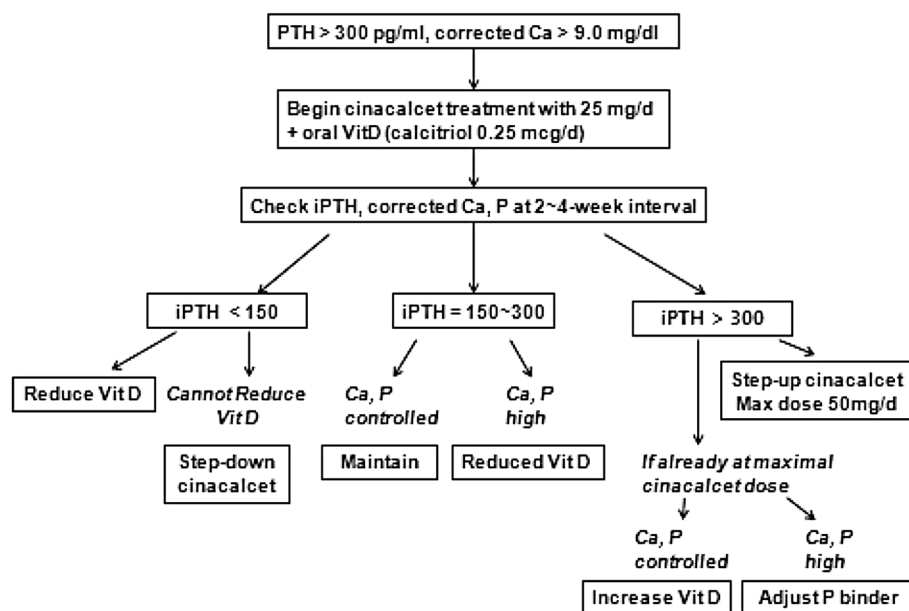 PTH > 300 pg/ml, corrected Ca > 9.0 mg/dl
Begin cinacalcet treatment with 25 mg/d
+ oral VitD (calcitriol 0.25 mcg/d)
Check iPTH, corrected Ca, P at 2~4-week interval
iPTH < 150
iPTH = 150~300
iPTH > 300
Reduce Vit D
Cannot Reduce
Vit D
Step-down
cinacalcet
Ca, P
controlled
Maintain
Ca, P
high
Reduced Vit D
Step-up cinacalcet
Max dose 50mg/d
If already at maximal
cinacalcet dose
Ca, P
controlled
Increase Vit D
Ca, P
high
Adjust P binder